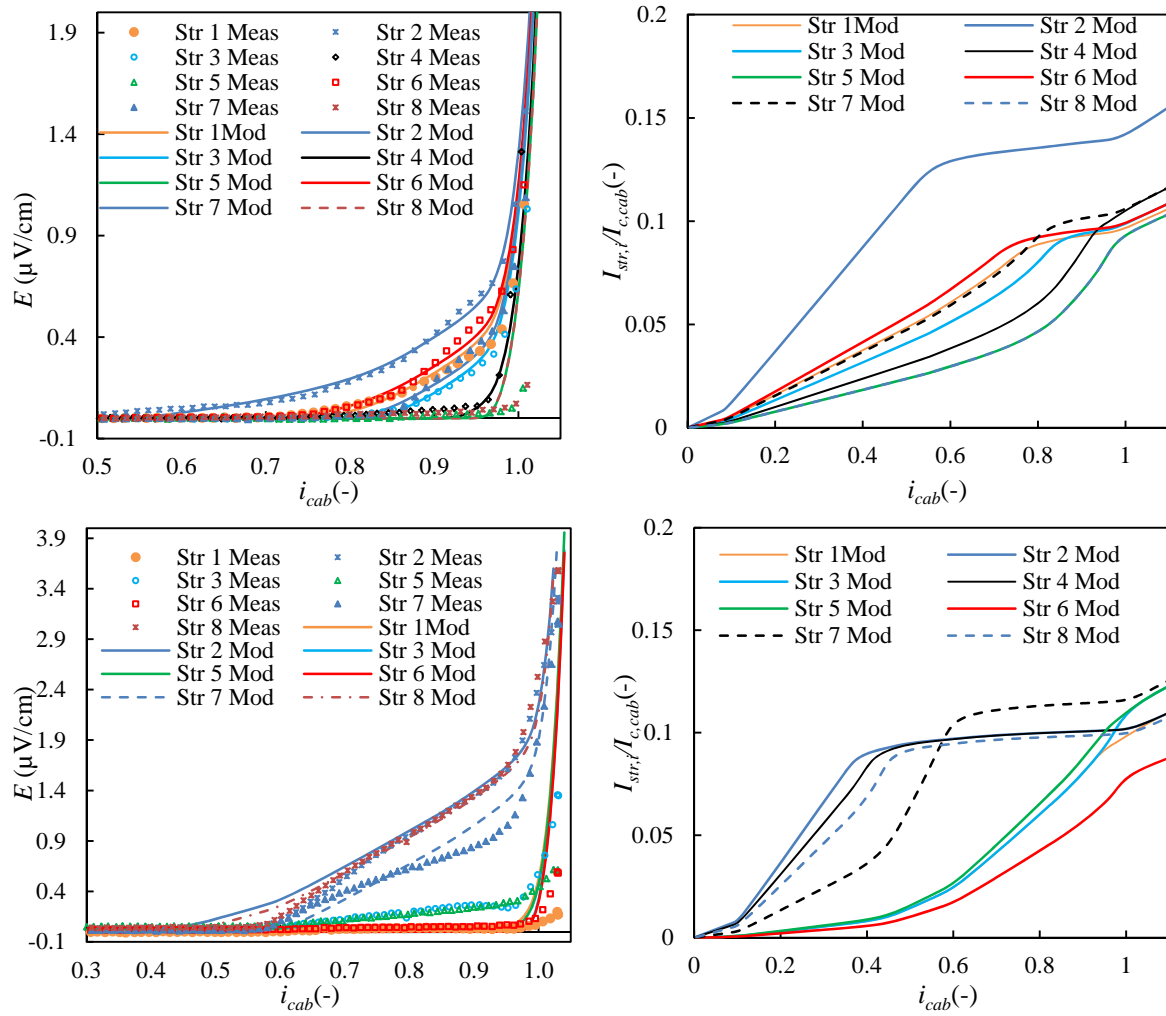 1.9
1.4
0.9
0.4
-0.1
E (µV/cm)
Str 1 Meas Str 2 Meas
Str 3 Meas Str 4 Meas
Str 5 Meas Str 6 Meas
Str 7 Meas Str 8 Meas
Str 1Mod Str 2 Mod
Str 3 Mod Str 4 Mod
Str 5 Mod Str 6 Mod
Str 7 Mod Str 8 Mod
0.5 0.6 0.7 0.8 0.9 1.0
i_cab(-)
0.2
0.15
0.1
0.05
0
I_str,i/I_c,cab(-)
Str 1Mod Str 2 Mod
Str 3 Mod Str 4 Mod
Str 5 Mod Str 6 Mod
Str 7 Mod Str 8 Mod
0 0.2 0.4 0.6 0.8 1
i_cab(-)
3.9
3.4
2.9
2.4
1.9
1.4
0.9
0.4
-0.1
E (µV/cm)
Str 1 Meas Str 2 Meas
Str 3 Meas Str 5 Meas
Str 6 Meas Str 7 Meas
Str 8 Meas Str 1Mod
Str 2 Mod Str 3 Mod
Str 5 Mod Str 6 Mod
Str 7 Mod Str 8 Mod
0.3 0.4 0.5 0.6 0.7 0.8 0.9 1.0
i_cab(-)
0.2
0.15
0.1
0.05
0
I_str,i/I_c,cab(-)
Str 1Mod Str 2 Mod
Str 3 Mod Str 4 Mod
Str 5 Mod Str 6 Mod
Str 7 Mod Str 8 Mod
0 0.2 0.4 0.6 0.8 1
i_cab(-)